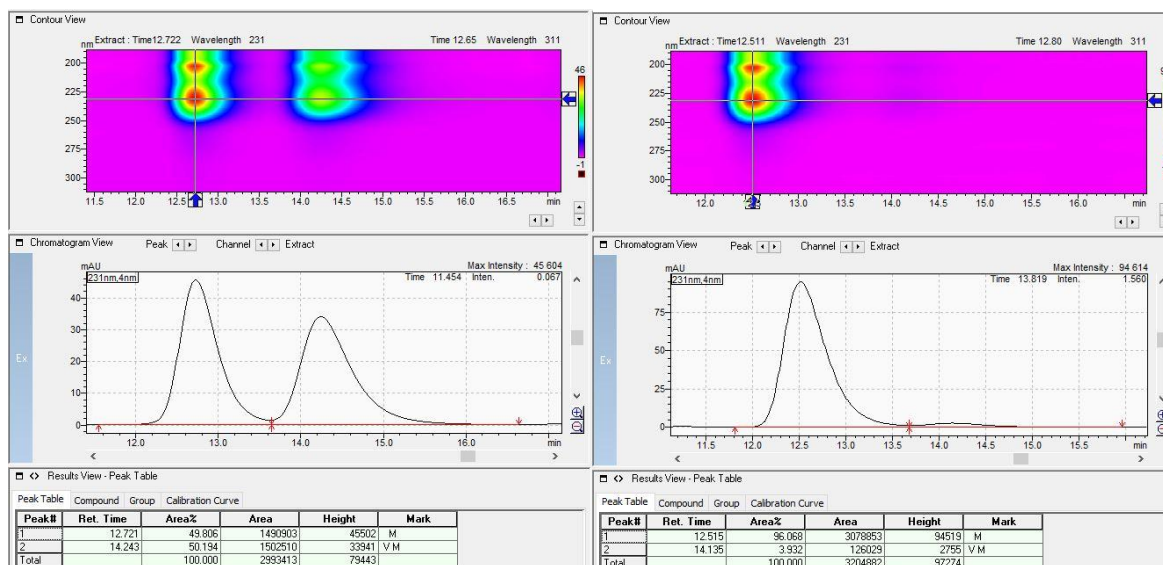 Contour View
Extract : Time12.722 Wavelength 231 Time 12.65 Wavelength 311
nm
46
200
225
250
275
300
-1
11.5 12.0 12.5 13.0 13.5 14.0 14.5 15.0 15.5 16.0 16.5 min
Chromatogram View Peak Channel Extract
mAU
231nm,4nm
Max Intensity : 45 604
Time 11.454 Inten. 0.067
40
30
20
10
0
12.0 13.0 14.0 15.0 16.0 min
Ex
Results View - Peak Table
Peak Table Compound Group Calibration Curve
Peak# Ret. Time Area% Area Height Mark
1 12.721 49.806 1490903 45502 M
2 14.243 50.194 1502510 33941 V M
Total 100.000 2993413 79443
Contour View
Extract : Time12.511 Wavelength 231 Time 12.80 Wavelength 311
nm
9
200
225
250
275
300
12.0 13.0 13.5 14.0 14.5 15.0 15.5 16.0 min
Chromatogram View Peak Channel Extract
mAU
231nm,4nm
Max Intensity : 94 614
Time 13.819 Inten. 1.560
75
50
25
0
11.5 12.0 12.5 13.0 13.5 14.0 14.5 15.0 15.5 min
Ex
Results View - Peak Table
Peak Table Compound Group Calibration Curve
Peak# Ret. Time Area% Area Height Mark
1 12.515 96.068 3078853 94519 M
2 14.135 3.932 126029 2755 V M
Total 100.000 3204882 97274